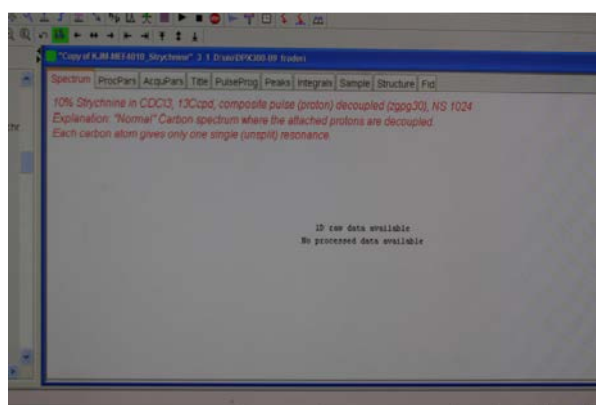 "Copy of KJM-MEF4010_Strychnine" 3 1 D:\uio\DPX300-09 froderi
Spectrum ProcPars AcquPars Title PulseProg Peaks Integrals Sample Structure Fid
10% Strychnine in CDCl3, 13Ccpd, composite pulse (proton) decoupled (zgpg30), NS 1024
Explanation: "Normal" Carbon spectrum where the attached protons are decoupled.
Each carbon atom gives only one single (unsplit) resonance.
1D raw data available
No processed data available